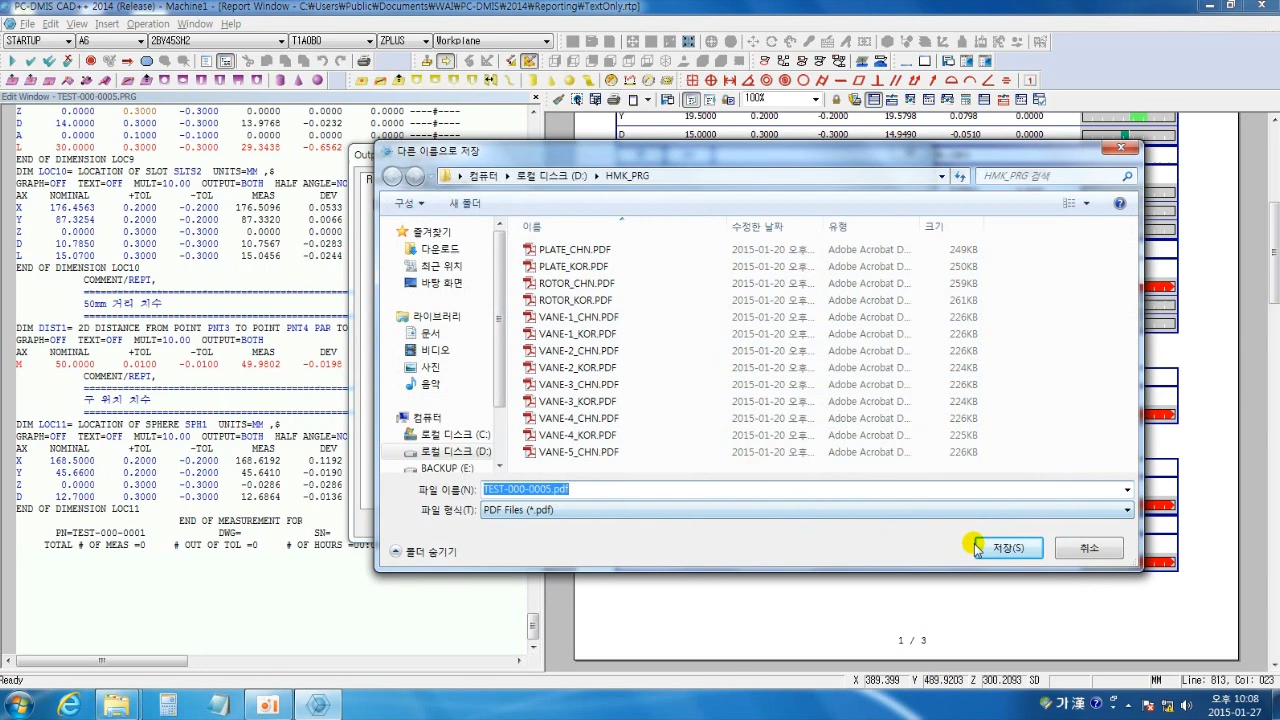 PC-DMIS CAD++ 2014 (Release) - Machine1 - [Report Window - C:₩Users₩Public₩Documents₩WAI₩PC-DMIS₩2014₩Reporting₩TextOnly.rtp]
File Edit View Insert Operation Window Help
STARTUP A6 2BV45SH2 T1A0B0 ZPLUS Workplane
Edit Window - TEST-000-0005.PRG
100%
Z 0.0000 0.3000 -0.3000 0.0000 0.0000 0.0000 ----#----
D 14.0000 0.3000 -0.3000 13.9768 -0.0232 0.0000 ----#----
A 0.0000 0.1000 -0.1000 0.0000 0.0000 0.0000 ----#----
L 30.0000 0.3000 -0.3000 29.3438 -0.6562
END OF DIMENSION LOC9
DIM LOC10= LOCATION OF SLOT SLTS2 UNITS=MM ,$
GRAPH=OFF TEXT=OFF MULT=10.00 OUTPUT=BOTH HALF ANGLE=NO
AX NOMINAL +TOL -TOL MEAS DEV
X 176.4563 0.2000 -0.2000 176.5096 0.0533
Y 87.3254 0.2000 -0.2000 87.3320 0.0066
Z 0.0000 0.3000 -0.3000 0.0000 0.0000
D 10.7850 0.3000 -0.3000 10.7567 -0.0283
L 15.0700 0.3000 -0.3000 15.0456 -0.0244
END OF DIMENSION LOC10
COMMENT/REPT,
50mm 거리 치수
DIM DIST1= 2D DISTANCE FROM POINT PNT3 TO POINT PNT4 PAR TO
GRAPH=OFF TEXT=OFF MULT=10.00 OUTPUT=BOTH
AX NOMINAL +TOL -TOL MEAS DEV
M 50.0000 0.0100 -0.0100 49.9802 -0.0198
COMMENT/REPT,
구 위치 치수
DIM LOC11= LOCATION OF SPHERE SPH1 UNITS=MM ,$
GRAPH=OFF TEXT=OFF MULT=10.00 OUTPUT=BOTH HALF ANGLE=NO
AX NOMINAL +TOL -TOL MEAS DEV
X 168.5000 0.2000 -0.2000 168.6192 0.1192
Y 45.6600 0.2000 -0.2000 45.6410 -0.0190
Z 0.0000 0.3000 -0.3000 -0.0286 -0.0286
D 12.7000 0.3000 -0.3000 12.6864 -0.0136
END OF DIMENSION LOC11
END OF MEASUREMENT FOR
PN=TEST-000-0001 DWG= SN=
TOTAL # OF MEAS =0 # OUT OF TOL =0 # OF HOURS =00:0
Y 19.5000 0.2000 -0.2000 19.5798 0.0798 0.0000
D 15.0000 0.3000 -0.3000 14.9490 -0.0510 0.0000
Outp
다른 이름으로 저장
컴퓨터 로컬 디스크 (D:) HMK_PRG
HMK_PRG 검색
구성 새 폴더
즐겨찾기
다운로드
최근 위치
바탕 화면
라이브러리
문서
비디오
사진
음악
컴퓨터
로컬 디스크 (C:)
로컬 디스크 (D:)
BACKUP (E:)
이름 수정한 날짜 유형 크기
PLATE_CHN.PDF 2015-01-20 오후... Adobe Acrobat D... 249KB
PLATE_KOR.PDF 2015-01-20 오후... Adobe Acrobat D... 250KB
ROTOR_CHN.PDF 2015-01-20 오후... Adobe Acrobat D... 259KB
ROTOR_KOR.PDF 2015-01-20 오후... Adobe Acrobat D... 261KB
VANE-1_CHN.PDF 2015-01-20 오후... Adobe Acrobat D... 226KB
VANE-1_KOR.PDF 2015-01-20 오후... Adobe Acrobat D... 226KB
VANE-2_CHN.PDF 2015-01-20 오후... Adobe Acrobat D... 226KB
VANE-2_KOR.PDF 2015-01-20 오후... Adobe Acrobat D... 224KB
VANE-3_CHN.PDF 2015-01-20 오후... Adobe Acrobat D... 226KB
VANE-3_KOR.PDF 2015-01-20 오후... Adobe Acrobat D... 224KB
VANE-4_CHN.PDF 2015-01-20 오후... Adobe Acrobat D... 226KB
VANE-4_KOR.PDF 2015-01-20 오후... Adobe Acrobat D... 225KB
VANE-5_CHN.PDF 2015-01-20 오후... Adobe Acrobat D... 226KB
파일 이름(N): TEST-000-0005.pdf
파일 형식(T): PDF Files (*.pdf)
폴더 숨기기
저장(S) 취소
1 / 3
Ready
X 389.399 Y 489.9203 Z 300.2093 SD MM Line: 813, Col: 023
가 漢
오후 10:08
2015-01-27